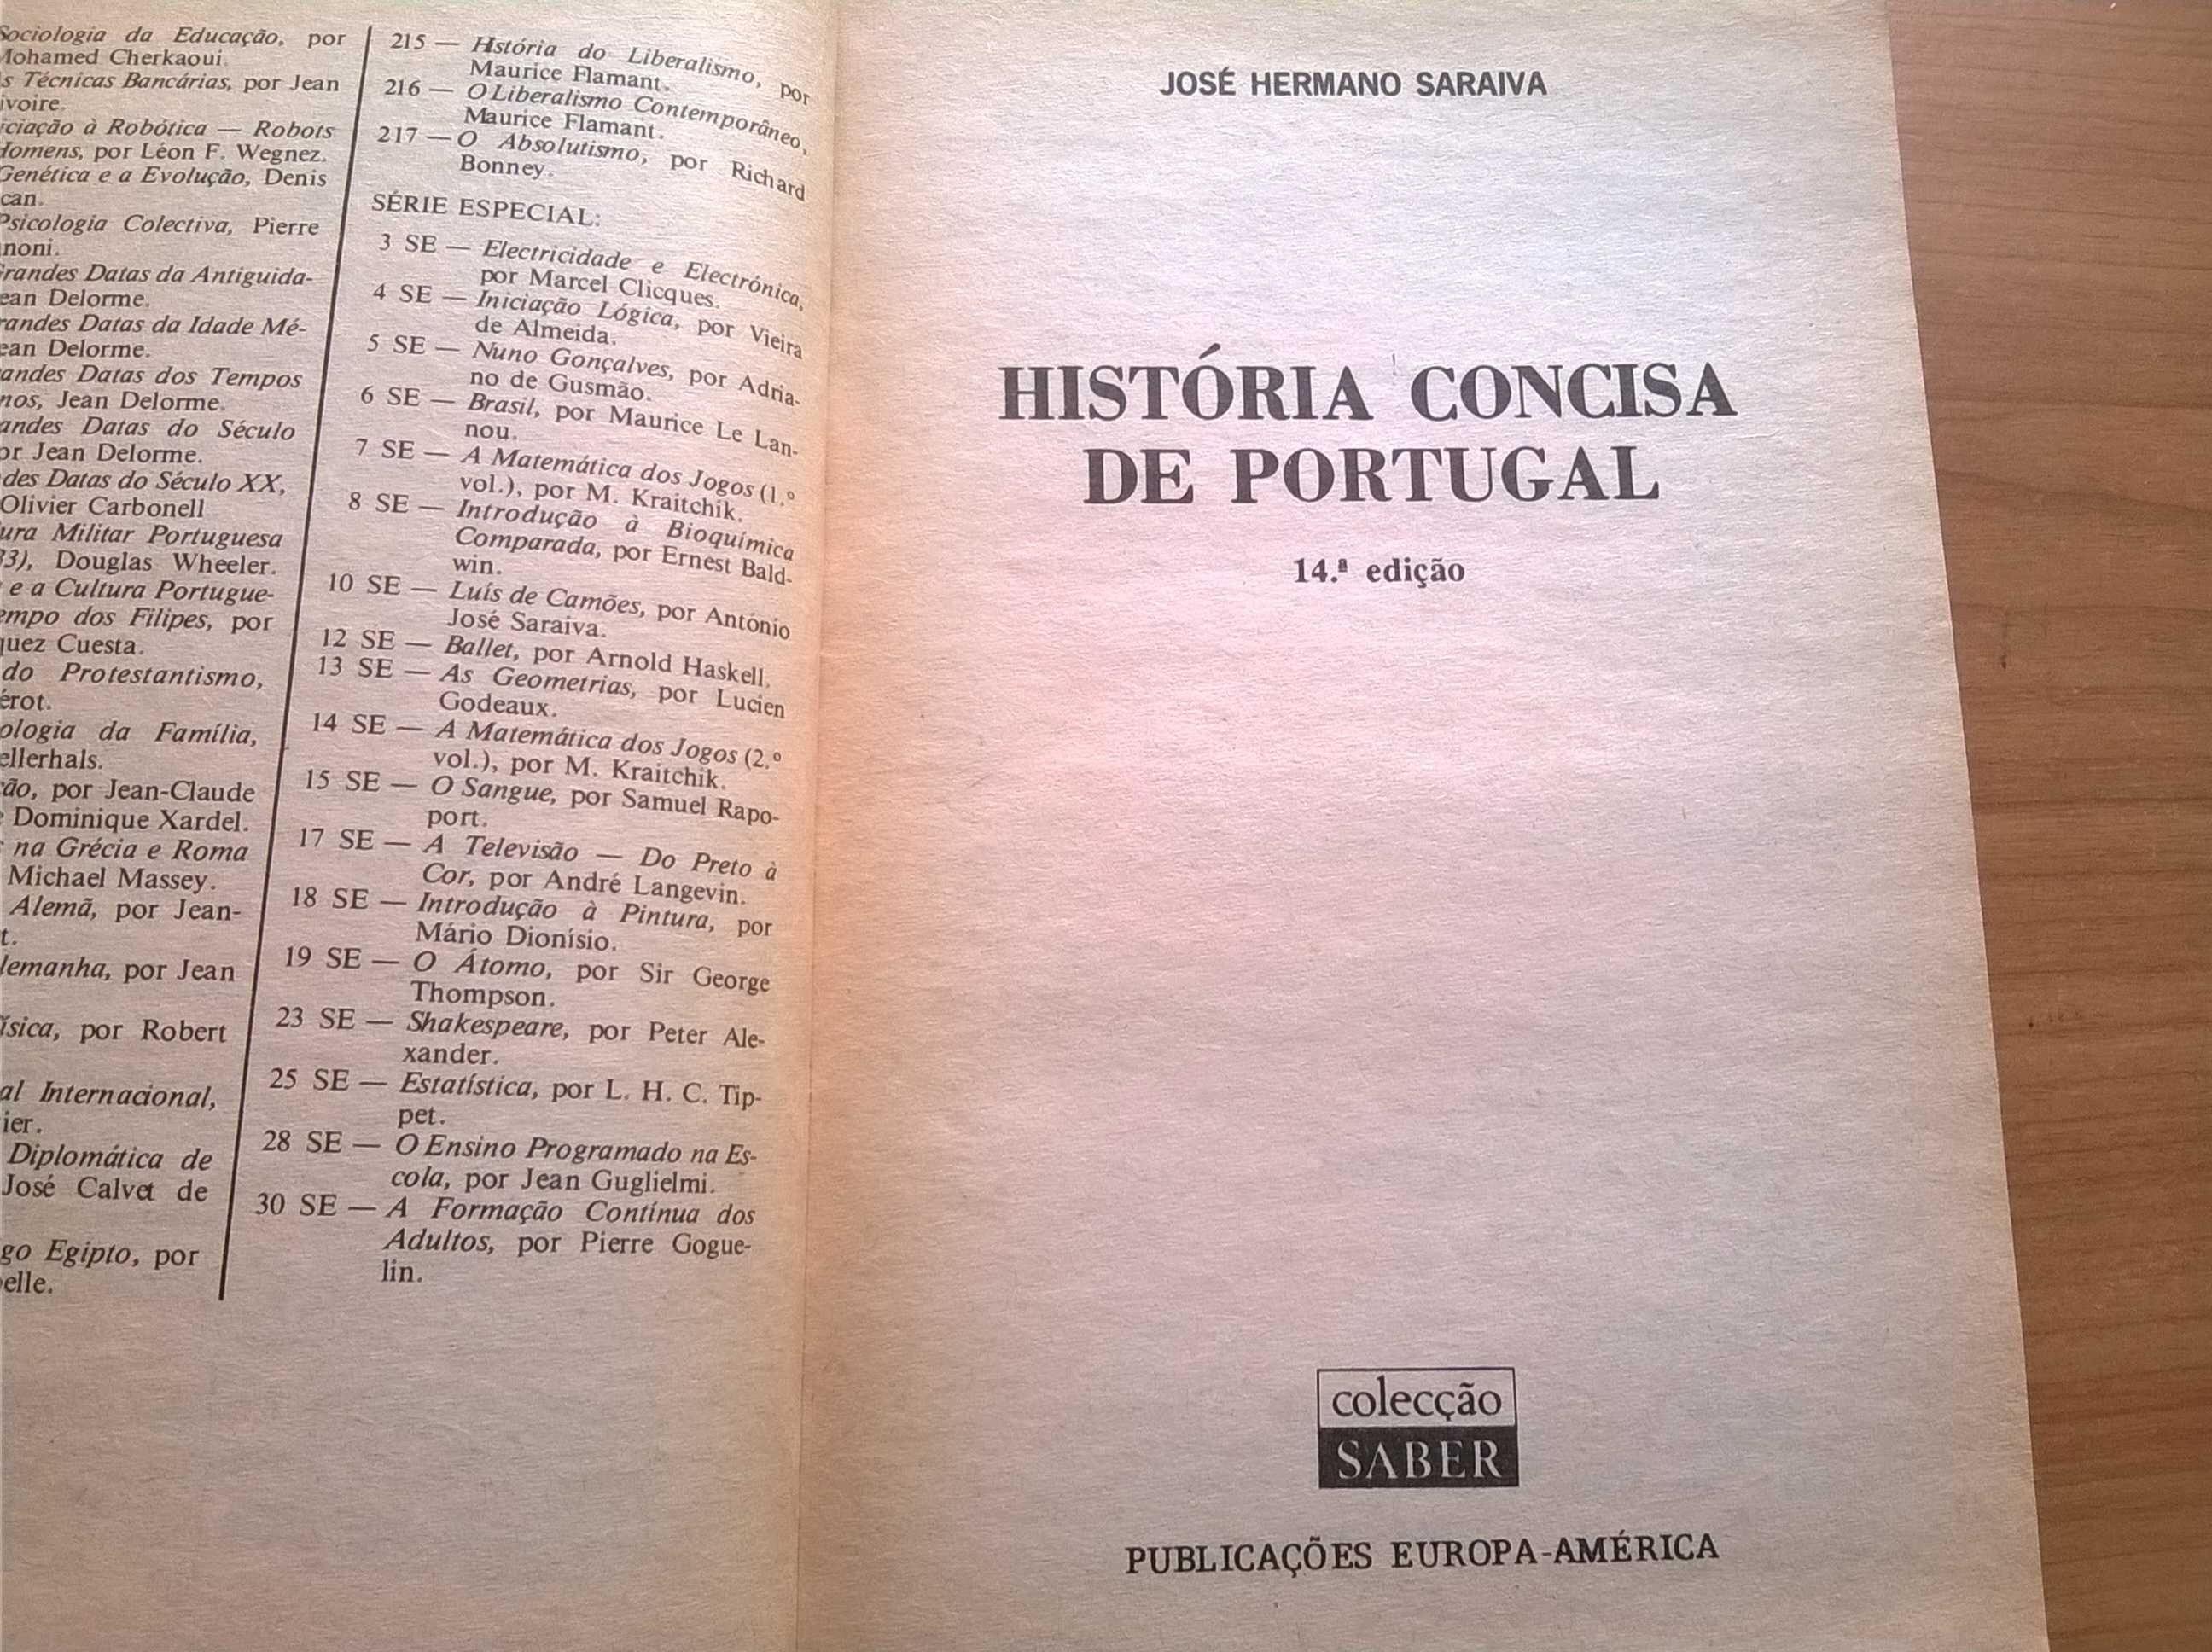 Sociologia da Educação, por
Mohamed Cherkaoui.
s Técnicas Bancárias, por Jean
ivoire.
iciação à Robótica — Robots
Homens, por Léon F. Wegnez.
Genética e a Evolução, Denis
can.
Psicologia Colectiva, Pierre
noni.
Grandes Datas da Antiguida-
ean Delorme.
randes Datas da Idade Mé-
ean Delorme.
andes Datas dos Tempos
nos, Jean Delorme.
andes Datas do Século
or Jean Delorme.
des Datas do Século XX,
Olivier Carbonell
ura Militar Portuguesa
33), Douglas Wheeler.
e a Cultura Portugue-
empo dos Filipes, por
quez Cuesta.
do Protestantismo,
érot.
ologia da Família,
ellerhals.
ão, por Jean-Claude
Dominique Xardel.
na Grécia e Roma
Michael Massey.
Alemã, por Jean-
t.
lemanha, por Jean
ísica, por Robert
al Internacional,
ier.
Diplomática de
José Calvet de
go Egipto, por
elle.
215 — Hstória do Liberalismo, por
Maurice Flamant.
216 — O Liberalismo Contemporâneo,
Maurice Flamant.
217 — O Absolutismo, por Richard
Bonney.
SÉRIE ESPECIAL:
3 SE — Electricidade e Electrónica,
por Marcel Clicques.
4 SE — Iniciação Lógica, por Vieira
de Almeida.
5 SE — Nuno Gonçalves, por Adria-
no de Gusmão.
6 SE — Brasil, por Maurice Le Lan-
nou.
7 SE — A Matemática dos Jogos (1.º
vol.), por M. Kraitchik.
8 SE — Introdução à Bioquímica
Comparada, por Ernest Bald-
win.
10 SE — Luís de Camões, por António
José Saraiva.
12 SE — Ballet, por Arnold Haskell.
13 SE — As Geometrias, por Lucien
Godeaux.
14 SE — A Matemática dos Jogos (2.º
vol.), por M. Kraitchik.
15 SE — O Sangue, por Samuel Rapo-
port.
17 SE — A Televisão — Do Preto à
Cor, por André Langevin.
18 SE — Introdução à Pintura, por
Mário Dionísio.
19 SE — O Átomo, por Sir George
Thompson.
23 SE — Shakespeare, por Peter Ale-
xander.
25 SE — Estatística, por L. H. C. Tip-
pet.
28 SE — O Ensino Programado na Es-
cola, por Jean Guglielmi.
30 SE — A Formação Contínua dos
Adultos, por Pierre Gogue-
lin.
JOSÉ HERMANO SARAIVA
HISTÓRIA CONCISA
DE PORTUGAL
14.ª edição
colecção
SABER
PUBLICAÇÕES EUROPA-AMÉRICA